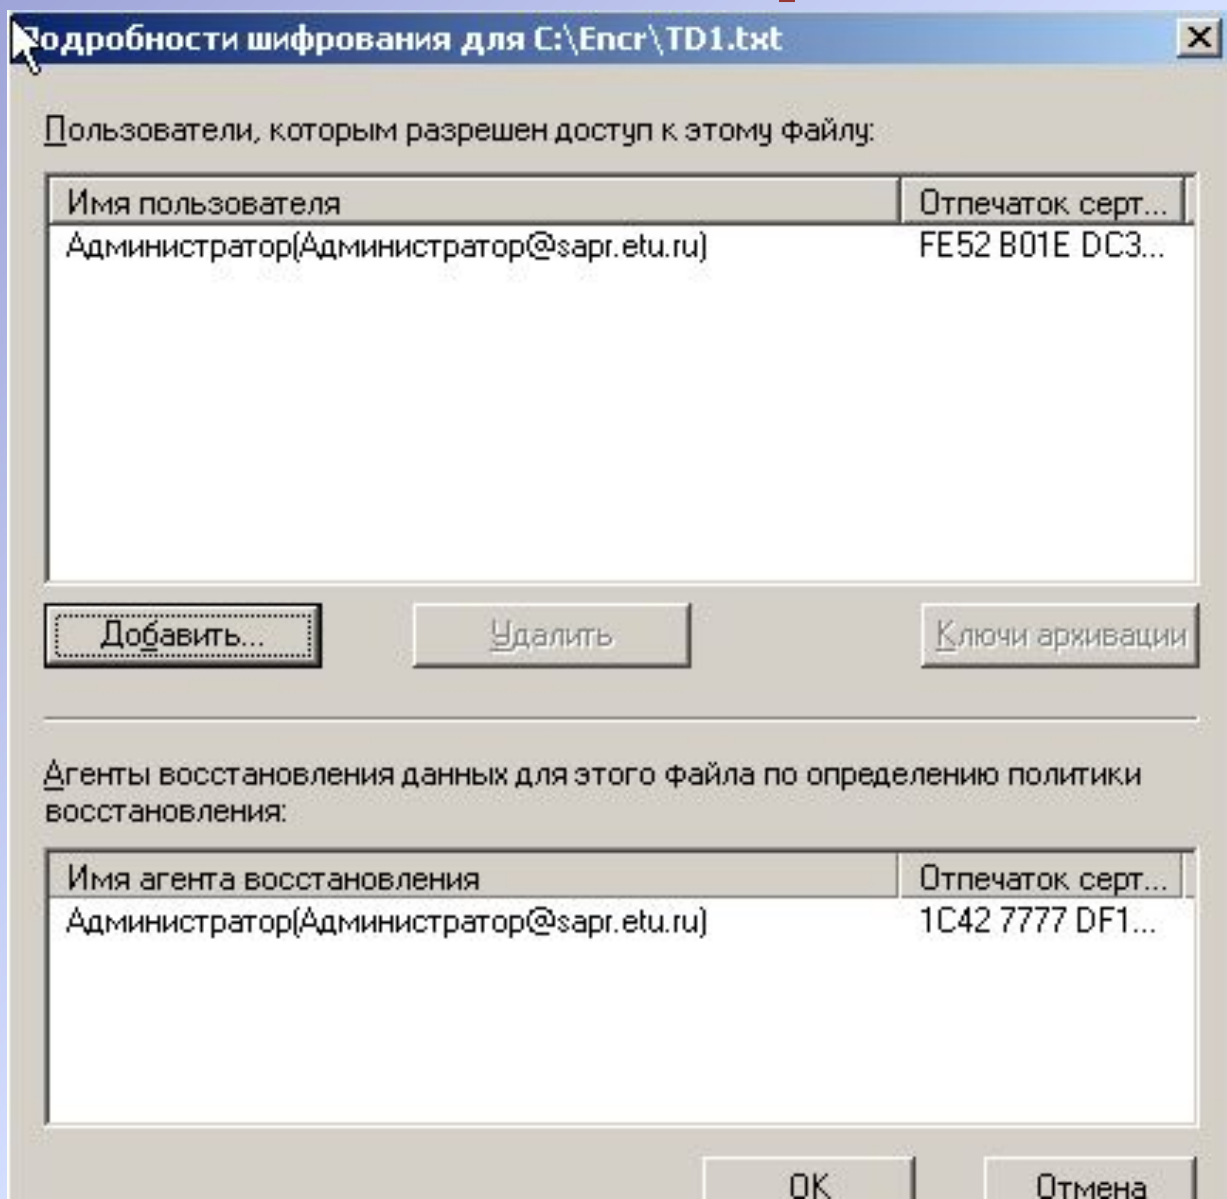 Подробности шифрования для C:\Encr\TD1.txt
Пользователи, которым разрешен доступ к этому файлу:
Имя пользователя Отпечаток серт...
Администратор(Администратор@sapr.etu.ru) FE52 B01E DC3...
Добавить... Удалить Ключи архивации
Агенты восстановления данных для этого файла по определению политики
восстановления:
Имя агента восстановления Отпечаток серт...
Администратор(Администратор@sapr.etu.ru) 1C42 7777 DF1...
OK Отмена